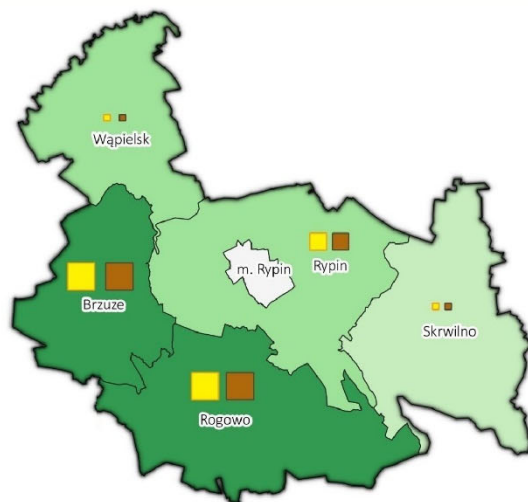 Wąpielsk
m. Rypin
Rypin
Brzuze
Skrwilno
Rogowo